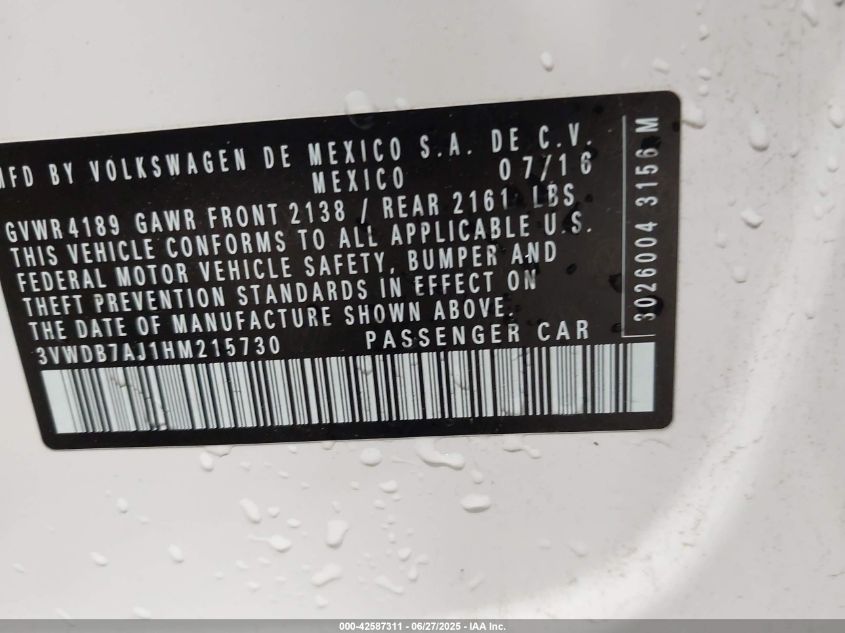 MFD BY VOLKSWAGEN DE MEXICO S.A. DE C.V.
MEXICO 07/16
GVWR 4189 GAWR FRONT 2138 / REAR 2161 LBS
THIS VEHICLE CONFORMS TO ALL APPLICABLE U.S.
FEDERAL MOTOR VEHICLE SAFETY, BUMPER AND
THEFT PREVENTION STANDARDS IN EFFECT ON
THE DATE OF MANUFACTURE SHOWN ABOVE.
3VWDB7AJ1HM215730 PASSENGER CAR
3026004 3156 M
000-42587311 | 06/27/2025 - IAA Inc.